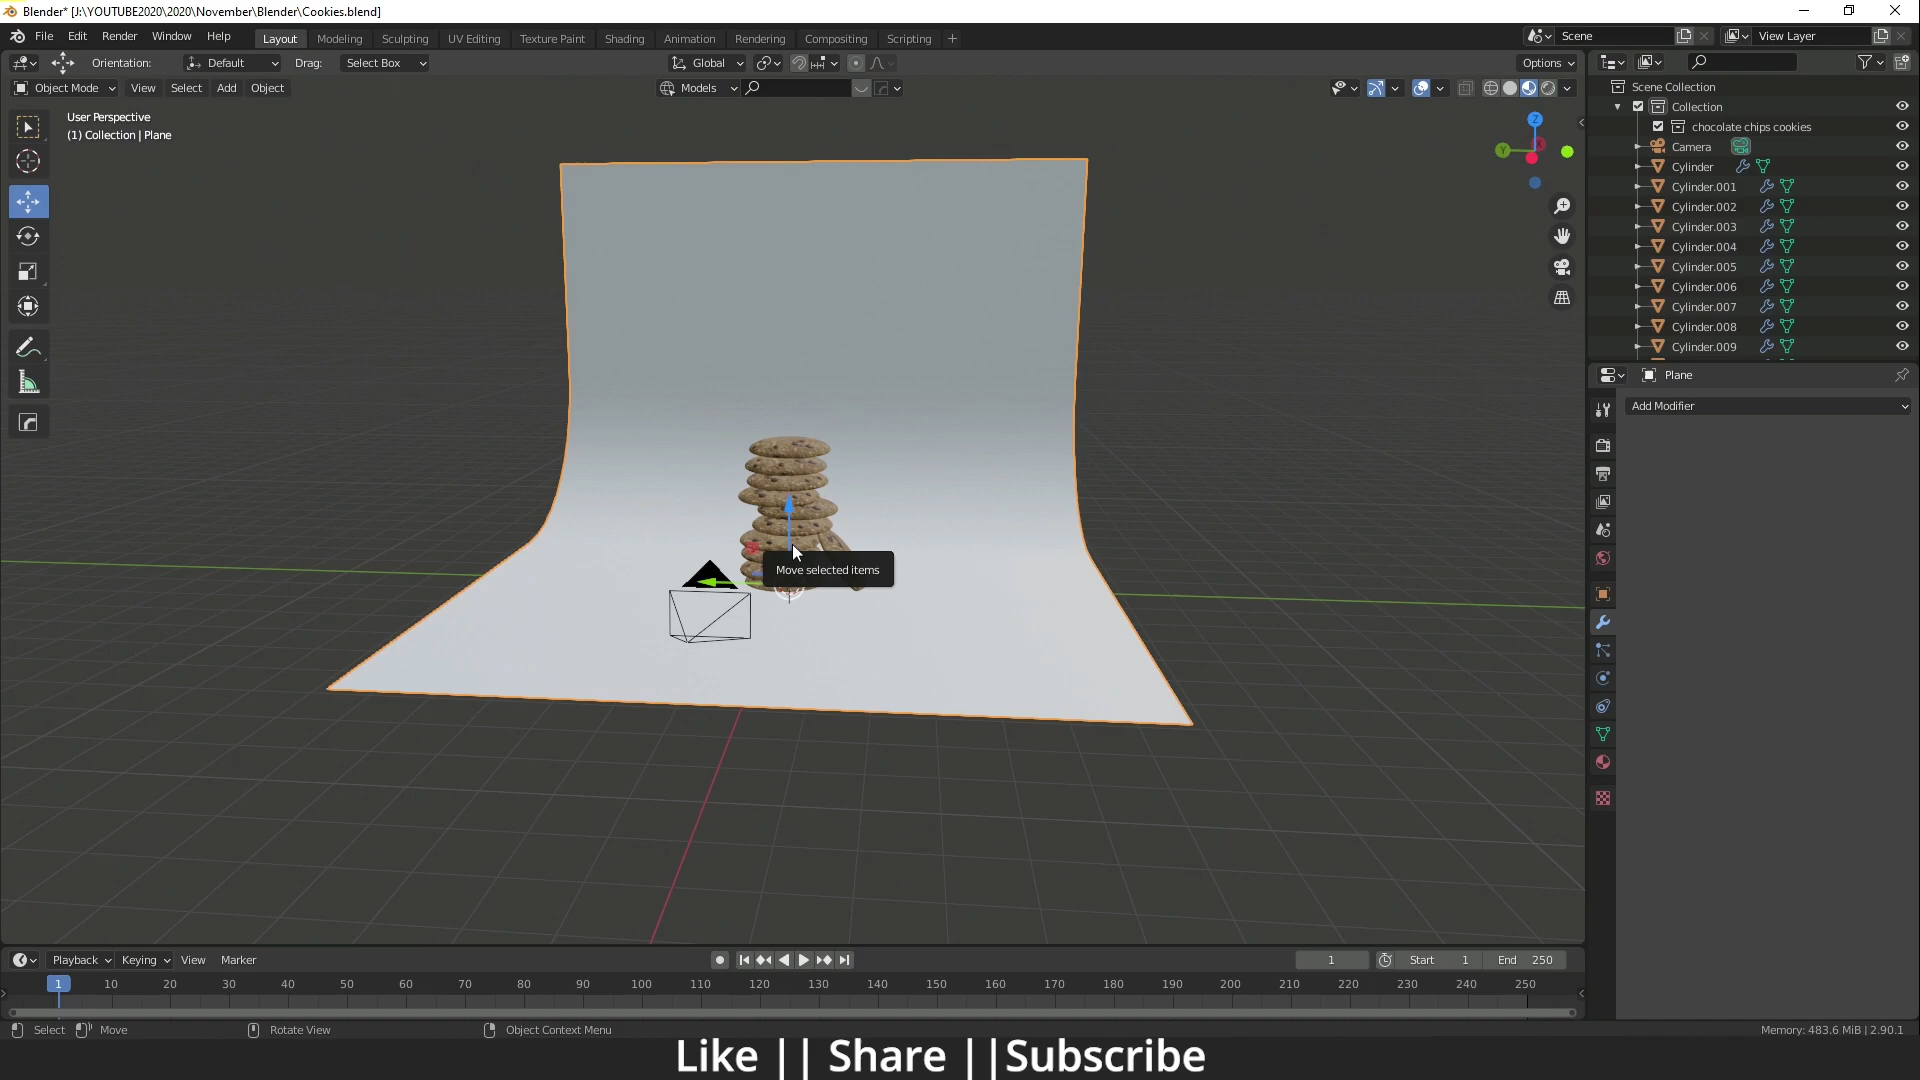 Blender* [J:\YOUTUBE2020\2020\November\Blender\Cookies.blend]
File Edit Render Window Help Layout Modeling Sculpting UV Editing Texture Paint Shading Animation Rendering Compositing Scripting + Scene View Layer
Orientation: Default Drag: Select Box Global Options
Object Mode View Select Add Object Models
User Perspective
(1) Collection | Plane
Z
Y
X
Scene Collection
Collection
chocolate chips cookies
Camera
Cylinder
Cylinder.001
Cylinder.002
Cylinder.003
Cylinder.004
Cylinder.005
Cylinder.006
Cylinder.007
Cylinder.008
Cylinder.009
Plane
Add Modifier
Move selected items
Playback Keying View Marker 1 Start 1 End 250
1 10 20 30 40 50 60 70 80 90 100 110 120 130 140 150 160 170 180 190 200 210 220 230 240 250
Select Move Rotate View Object Context Menu Memory: 483.6 MiB | 2.90.1
Like || Share ||Subscribe